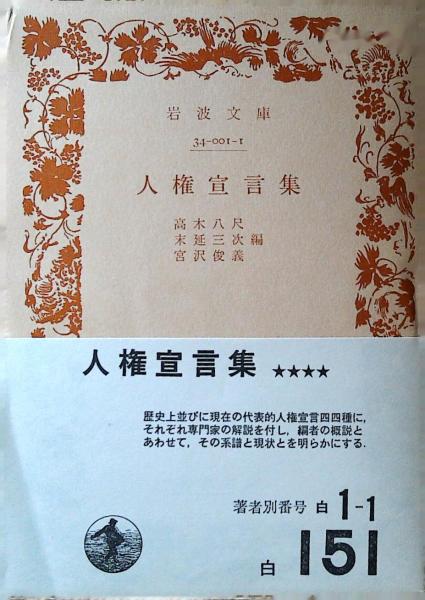 岩波文庫
34-001-1
人権宣言集
高木八尺
末延三次編
宮沢俊義
人権宣言集 ★★★★
歴史上並びに現在の代表的人権宣言四四種に,
それぞれ専門家の解説を付し, 編者の概説と
あわせて, その系譜と現状とを明らかにする.
著者別番号 白 1-1
白 151